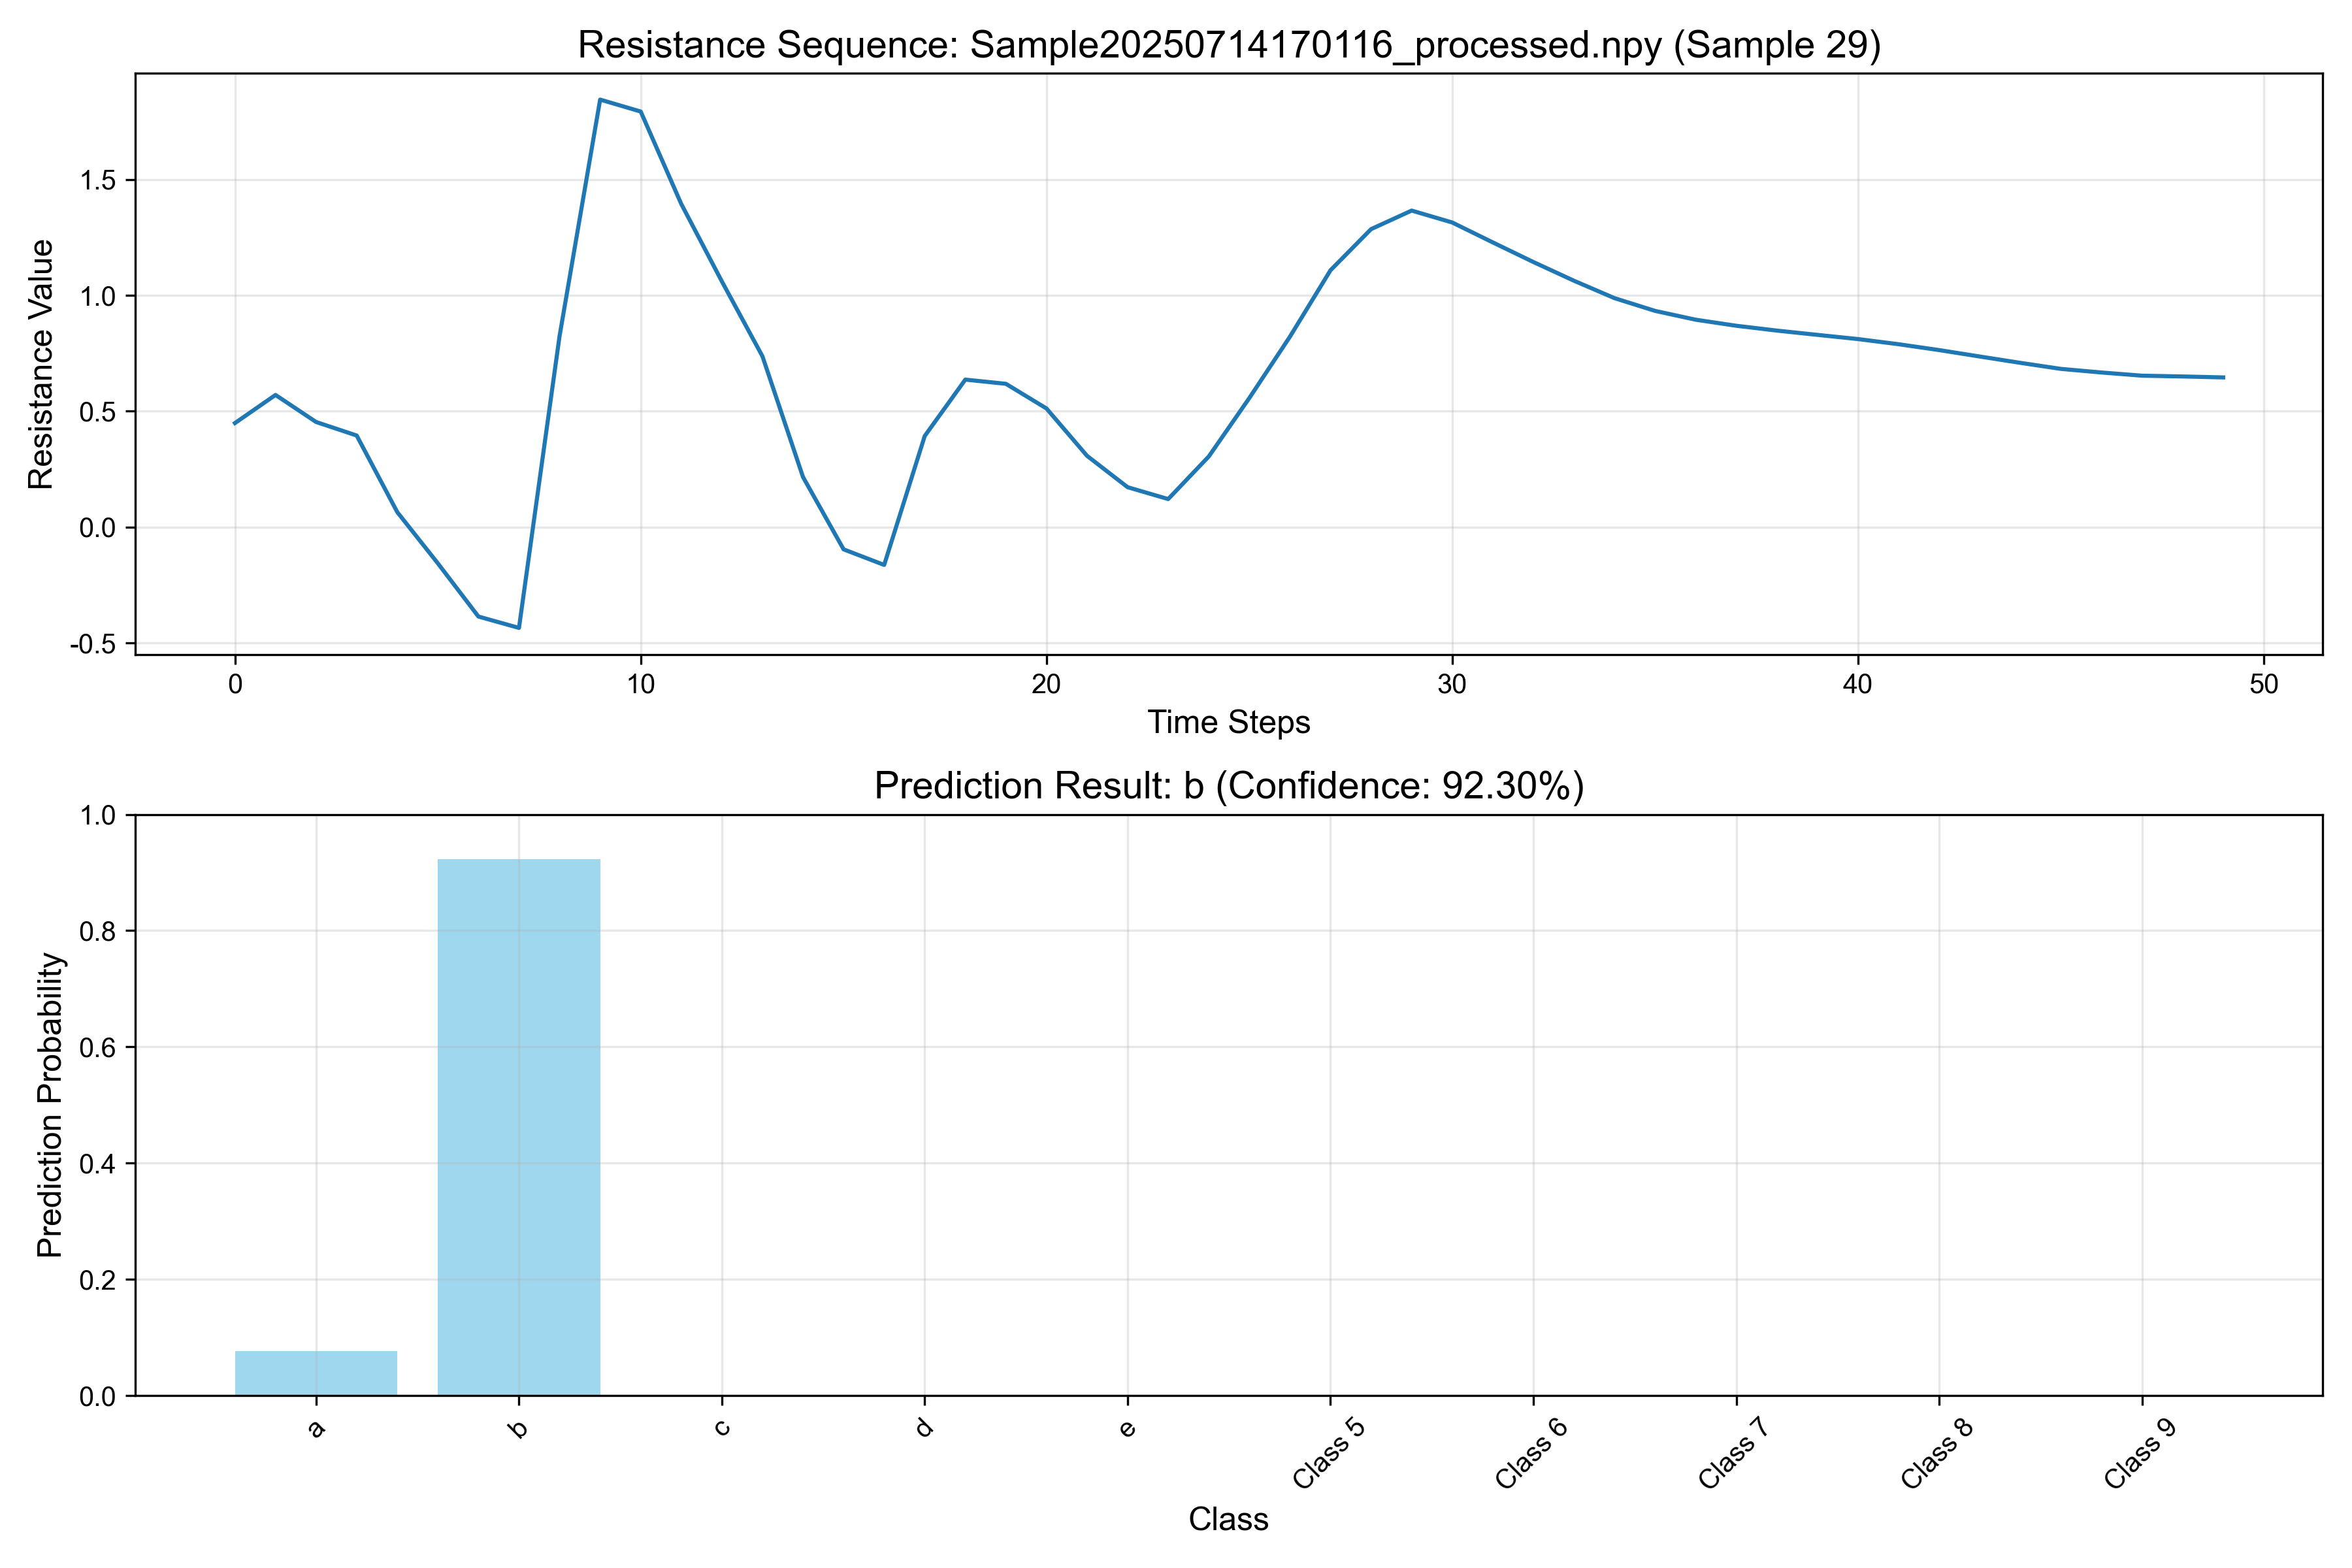 Resistance Sequence: Sample20250714170116_processed.npy (Sample 29)
Resistance Value
1.5
1.0
0.5
0.0
-0.5
0 10 20 30 40 50
Time Steps
Prediction Result: b (Confidence: 92.30%)
Prediction Probability
1.0
0.8
0.6
0.4
0.2
0.0
a b c d e Class 5 Class 6 Class 7 Class 8 Class 9
Class